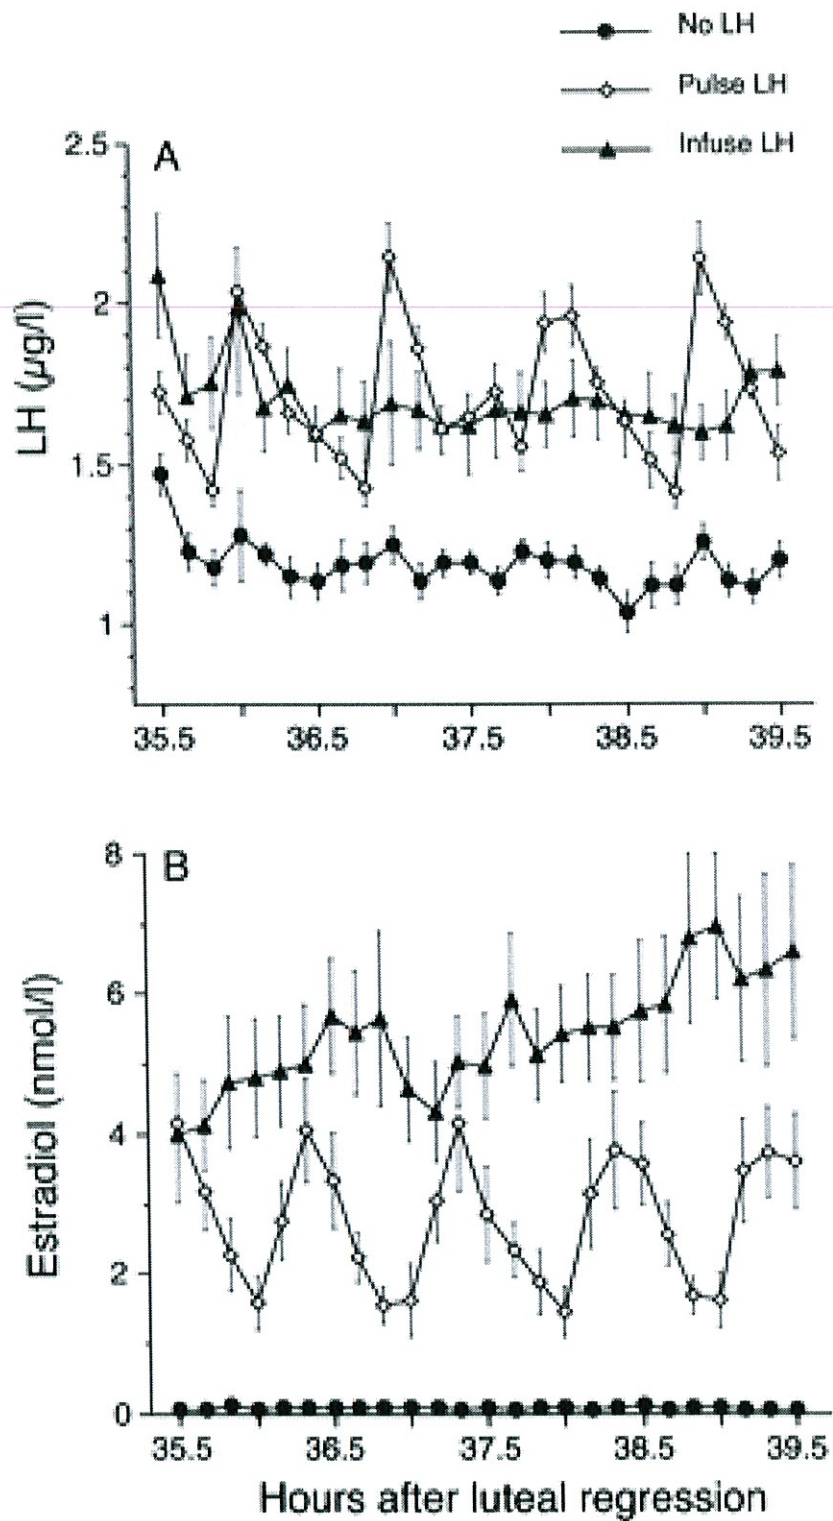 No LH
Pulse LH
Infuse LH
A
2.5
2
1.5
1
LH (µg/l)
35.5 36.5 37.5 38.5 39.5
B
8
6
4
2
0
Estradiol (nmol/l)
35.5 36.5 37.5 38.5 39.5
Hours after luteal regression